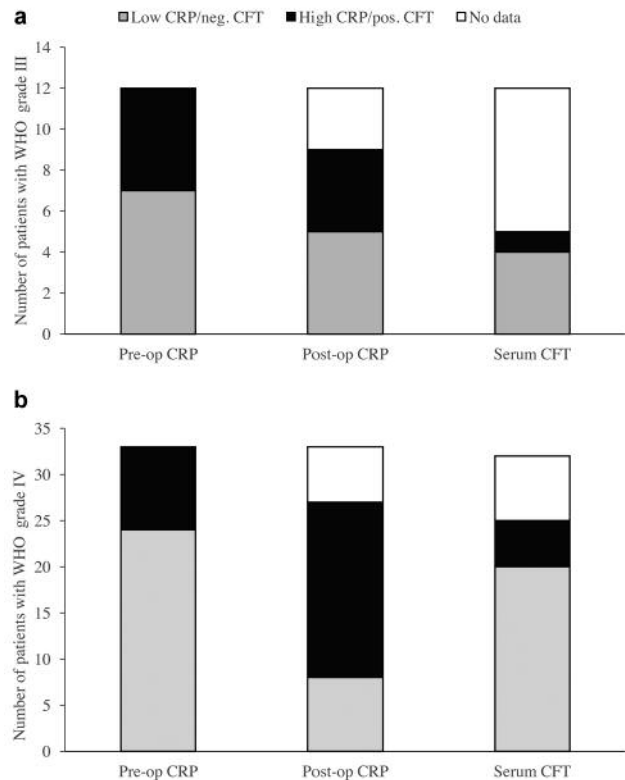 a
Low CRP/neg. CFT High CRP/pos. CFT No data
Number of patients with WHO grade III
14
12
10
8
6
4
2
0
Pre-op CRP Post-op CRP Serum CFT
b
Number of patients with WHO grade IV
35
30
25
20
15
10
5
0
Pre-op CRP Post-op CRP Serum CFT